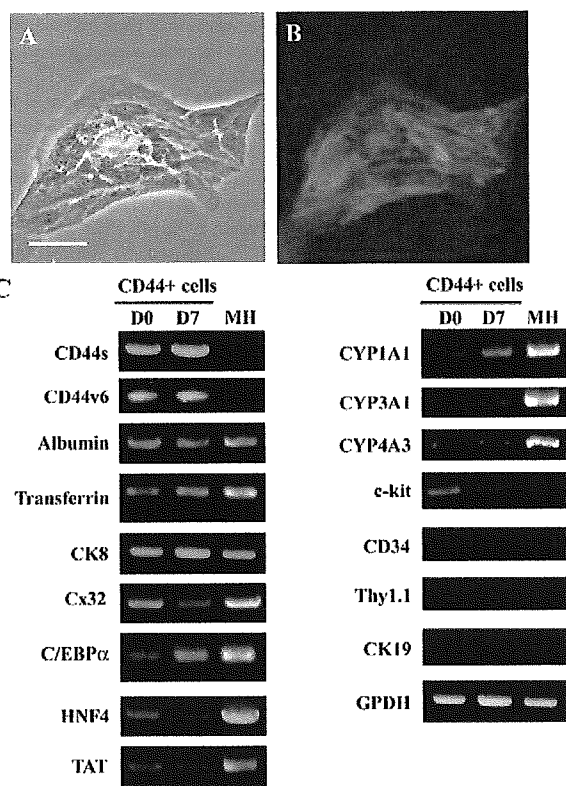 A
B
C
CD44+ cells
D0 D7 MH
CD44s
CD44v6
Albumin
Transferrin
CK8
Cx32
C/EBPα
HNF4
TAT
CD44+ cells
D0 D7 MH
CYP1A1
CYP3A1
CYP4A3
c-kit
CD34
Thy1.1
CK19
GPDH